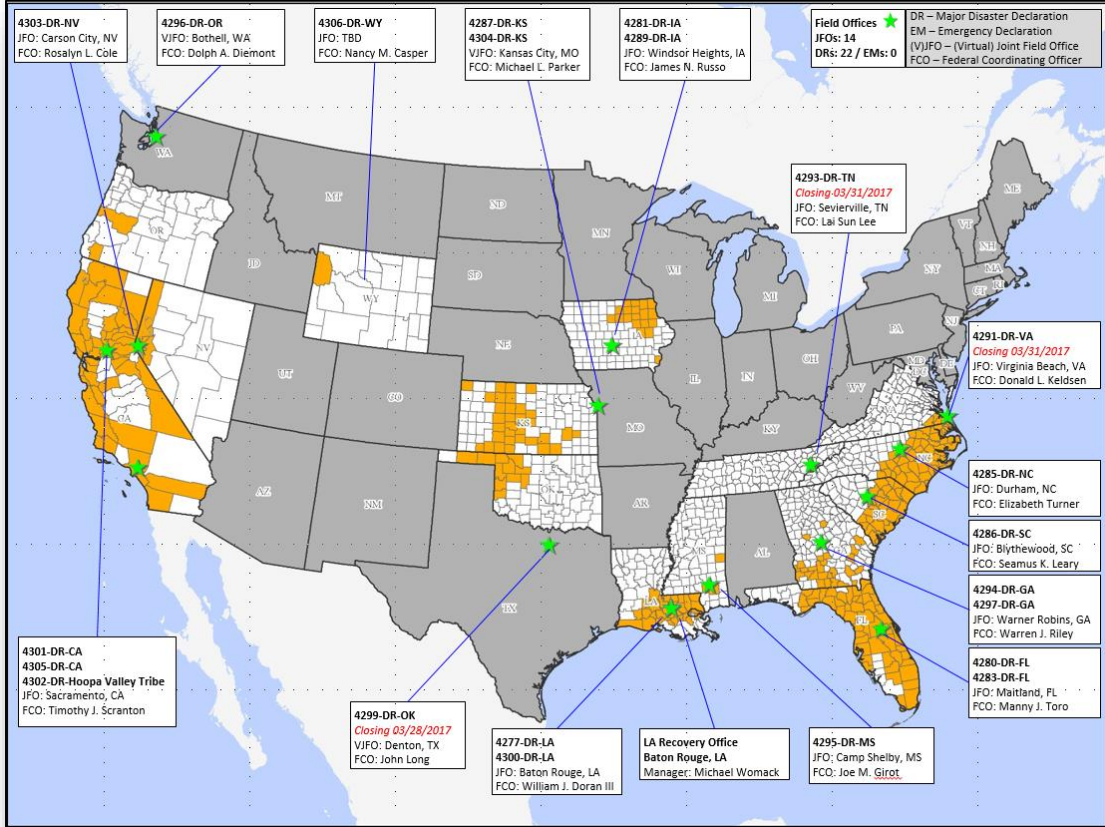 4303-DR-NV
JFO: Carson City, NV
FCO: Rosalyn L. Cole
4296-DR-OR
VJFO: Bothell, WA
FCO: Dolph A. Diemont
4306-DR-WY
JFO: TBD
FCO: Nancy M. Casper
4287-DR-KS
4304-DR-KS
VJFO: Kansas City, MO
FCO: Michael L. Parker
4281-DR-IA
4289-DR-IA
JFO: Windsor Heights, IA
FCO: James N. Russo
Field Offices
JFOs: 14
DRs: 22 / EMs: 0
DR – Major Disaster Declaration
EM – Emergency Declaration
(V)JFO – (Virtual) Joint Field Office
FCO – Federal Coordinating Officer
4293-DR-TN
Closing 03/31/2017
JFO: Sevierville, TN
FCO: Lai Sun Lee
4291-DR-VA
Closing 03/31/2017
JFO: Virginia Beach, VA
FCO: Donald L. Keldsen
4285-DR-NC
JFO: Durham, NC
FCO: Elizabeth Turner
4286-DR-SC
JFO: Blythewood, SC
FCO: Seamus K. Leary
4294-DR-GA
4297-DR-GA
JFO: Warner Robins, GA
FCO: Warren J. Riley
4280-DR-FL
4283-DR-FL
JFO: Maitland, FL
FCO: Manny J. Toro
4301-DR-CA
4305-DR-CA
4302-DR-Hoopa Valley Tribe
JFO: Sacramento, CA
FCO: Timothy J. Scranton
4299-DR-OK
Closing 03/28/2017
VJFO: Denton, TX
FCO: John Long
4277-DR-LA
4300-DR-LA
JFO: Baton Rouge, LA
FCO: William J. Doran III
LA Recovery Office
Baton Rouge, LA
Manager: Michael Womack
4295-DR-MS
JFO: Camp Shelby, MS
FCO: Joe M. Girot
WA
MT
ND
MN
ME
VT
NH
OR
ID
SD
WI
NY
MA
CT
RI
WY
MI
IA
PA
NJ
NV
NE
OH
MD
DE
DC
UT
IL
IN
WV
CA
CO
KS
MO
KY
VA
TN
NC
AZ
NM
OK
AR
SC
MS
AL
TX
LA
FL